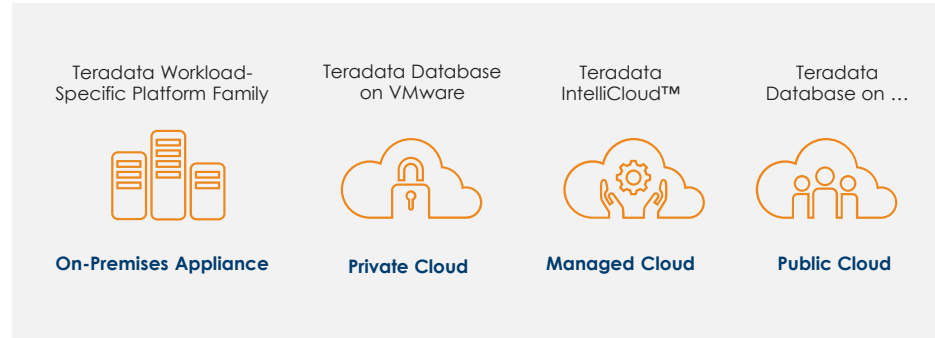 Teradata Workload-
Specific Platform Family
On-Premises Appliance
Teradata Database
on VMware
Private Cloud
Teradata
IntelliCloud™
Managed Cloud
Teradata
Database on …
Public Cloud